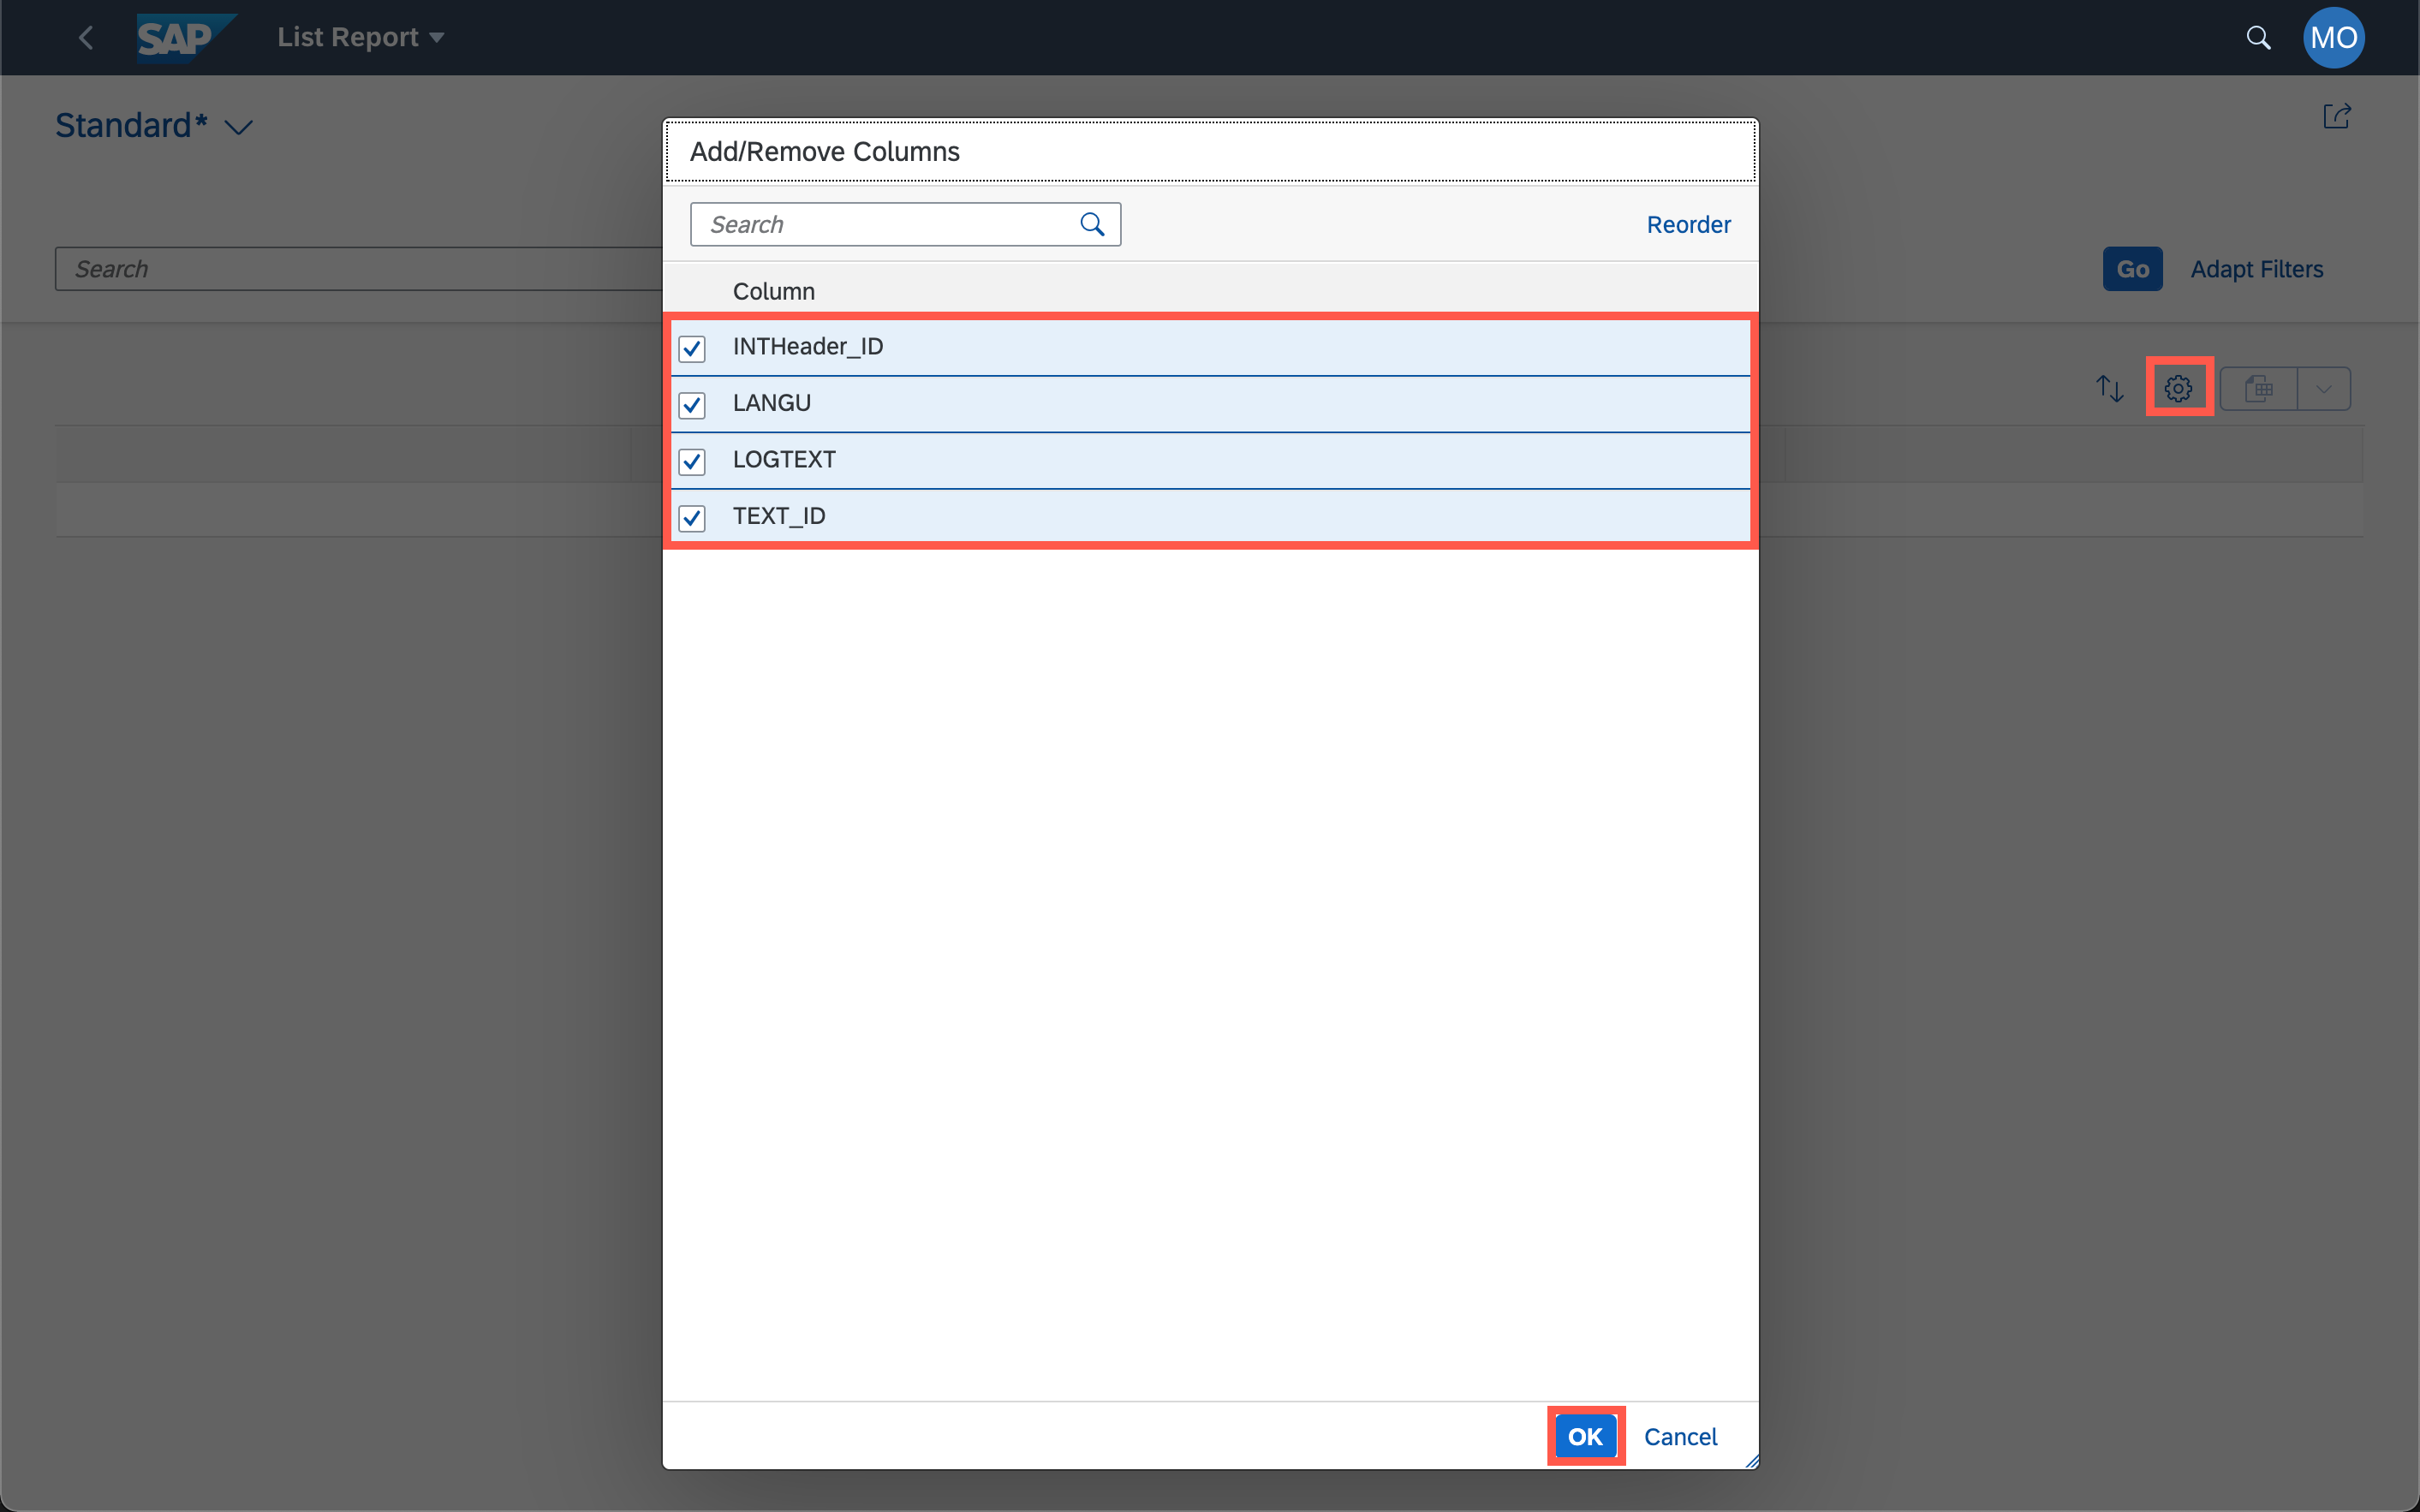 SAP List Report MO
Standard*
Add/Remove Columns
Search Reorder
Search Go Adapt Filters
Column
INTHeader_ID
LANGU
LOGTEXT
TEXT_ID
OK Cancel